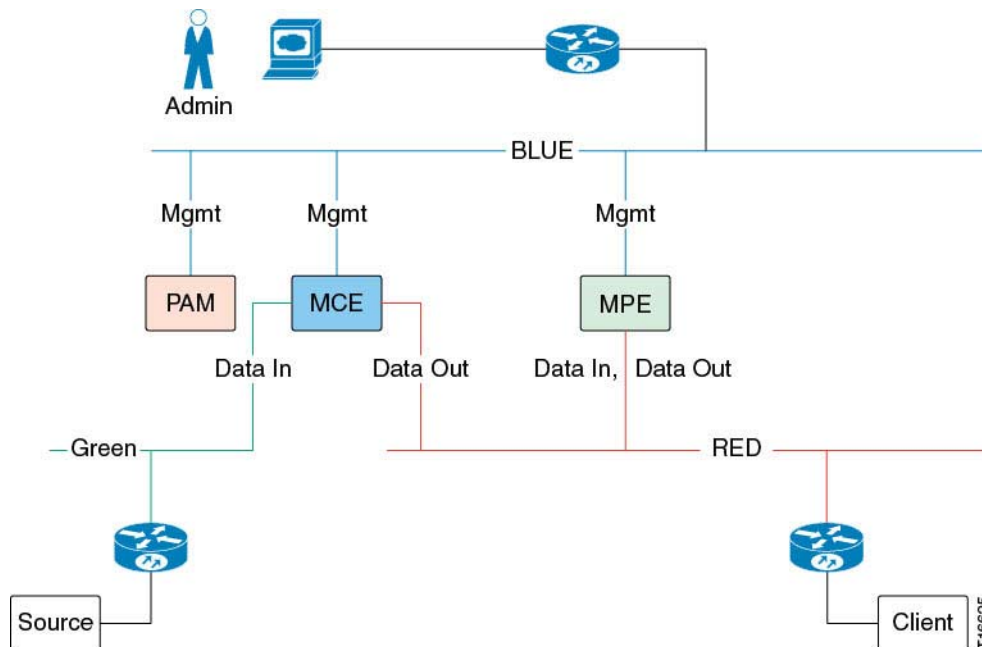 Admin
BLUE
Mgmt Mgmt Mgmt
PAM MCE MPE
Data In Data Out Data In, Data Out
Green RED
Source Client